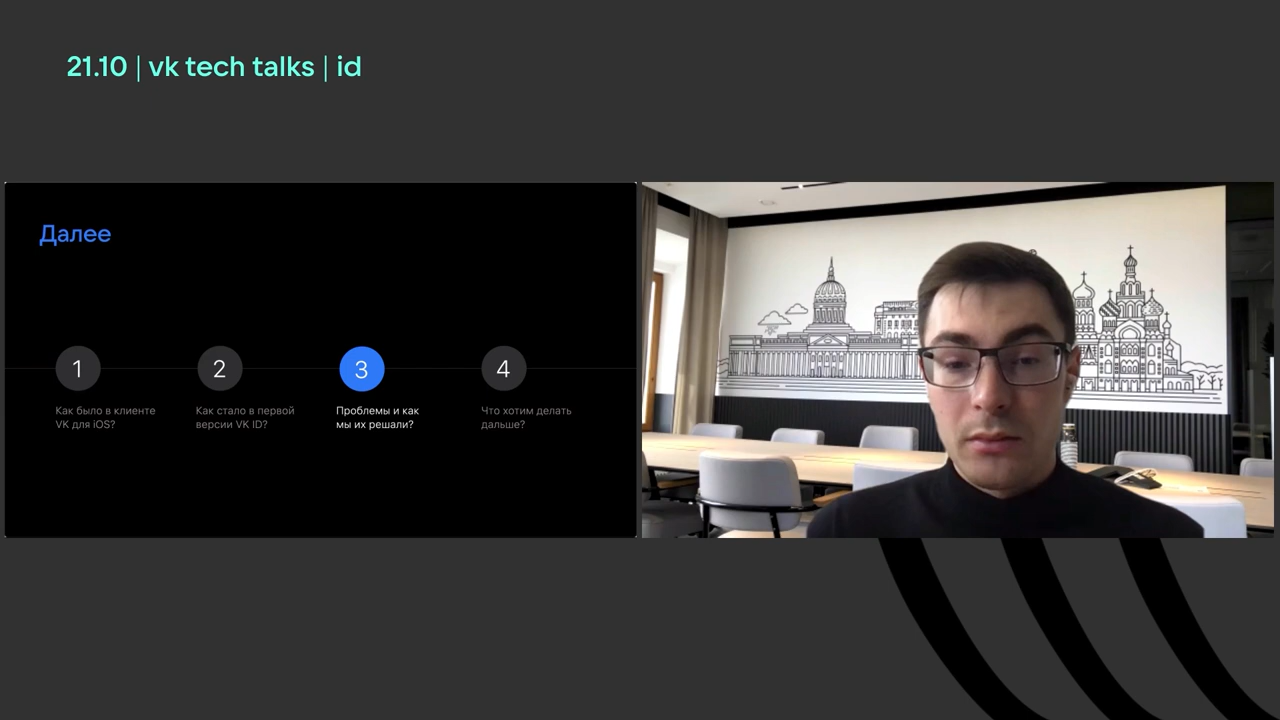 21.10 | vk tech talks | id
Далее
1
2
3
4
Как было в клиенте
VK для iOS?
Как стало в первой
версии VK ID?
Проблемы и как
мы их решали?
Что хотим делать
дальше?